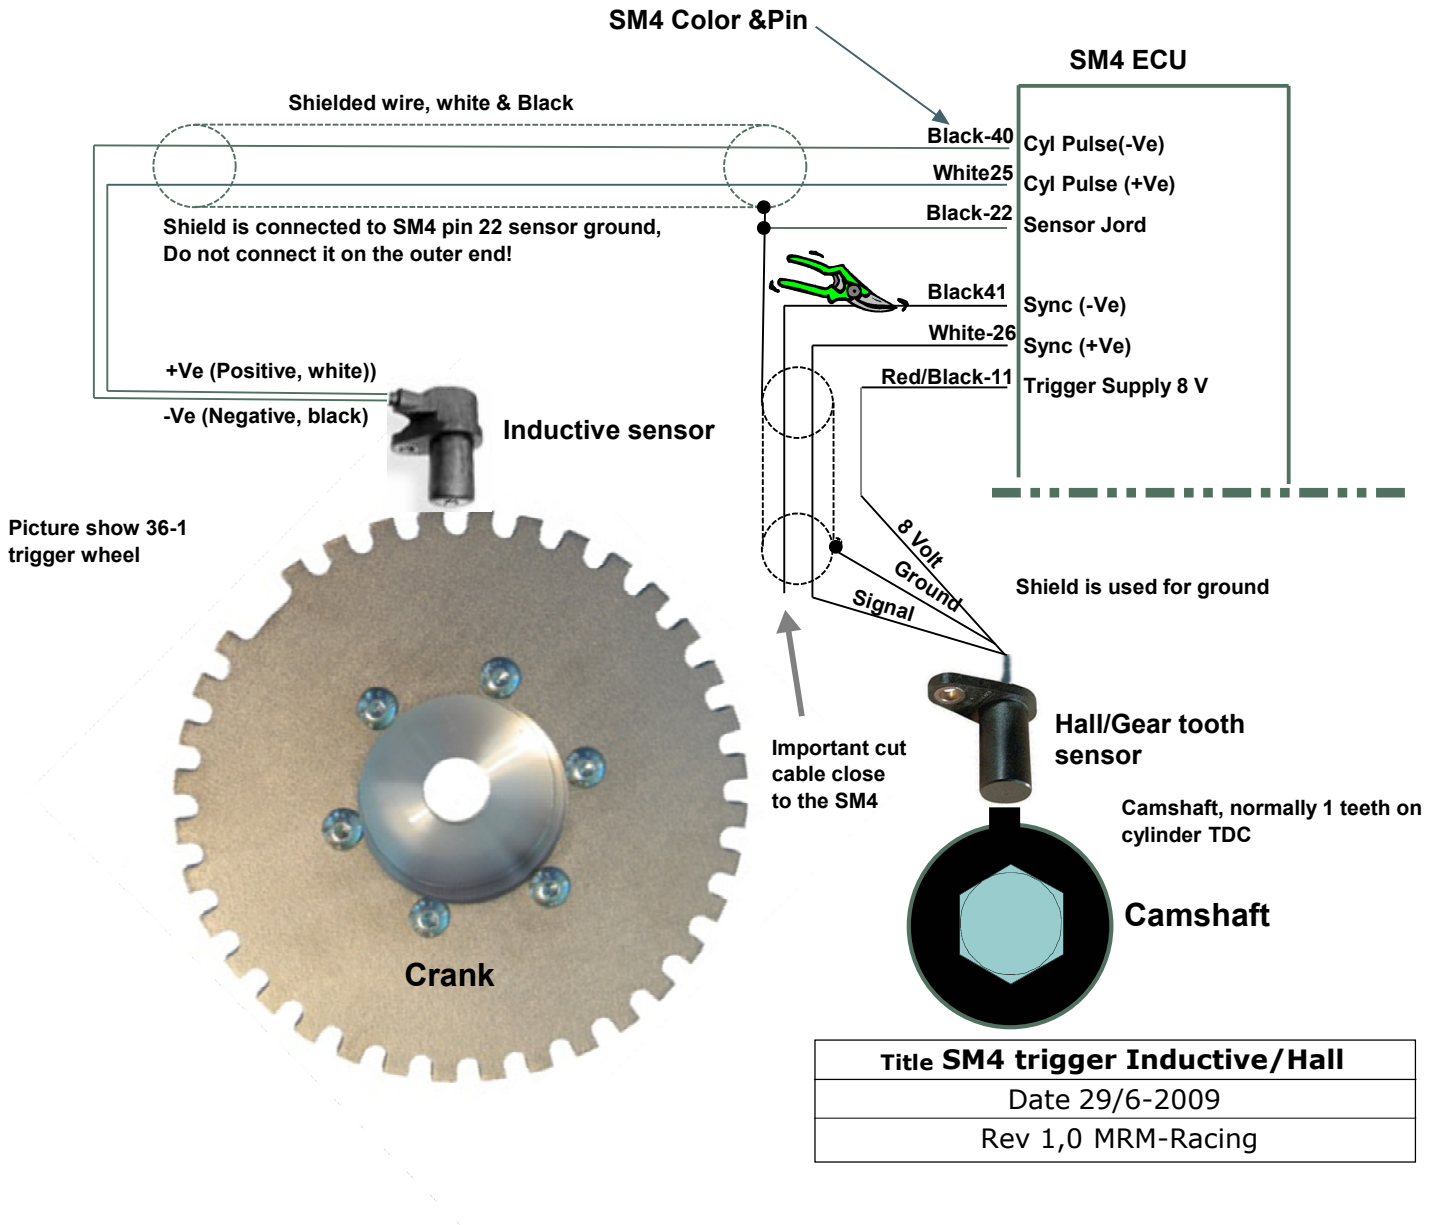 SM4 Color &Pin
SM4 ECU
Shielded wire, white & Black
Black-40
Cyl Pulse(-Ve)
White25
Cyl Pulse (+Ve)
Black-22
Sensor Jord
Shield is connected to SM4 pin 22 sensor ground,
Do not connect it on the outer end!
Black41
Sync (-Ve)
White-26
Sync (+Ve)
Red/Black-11
Trigger Supply 8 V
+Ve (Positive, white))
-Ve (Negative, black)
Inductive sensor
Picture show 36-1
trigger wheel
8 Volt
Ground
Signal
Shield is used for ground
Hall/Gear tooth
sensor
Important cut
cable close
to the SM4
Camshaft, normally 1 teeth on
cylinder TDC
Camshaft
Crank
Title SM4 trigger Inductive/Hall
Date 29/6-2009
Rev 1,0 MRM-Racing